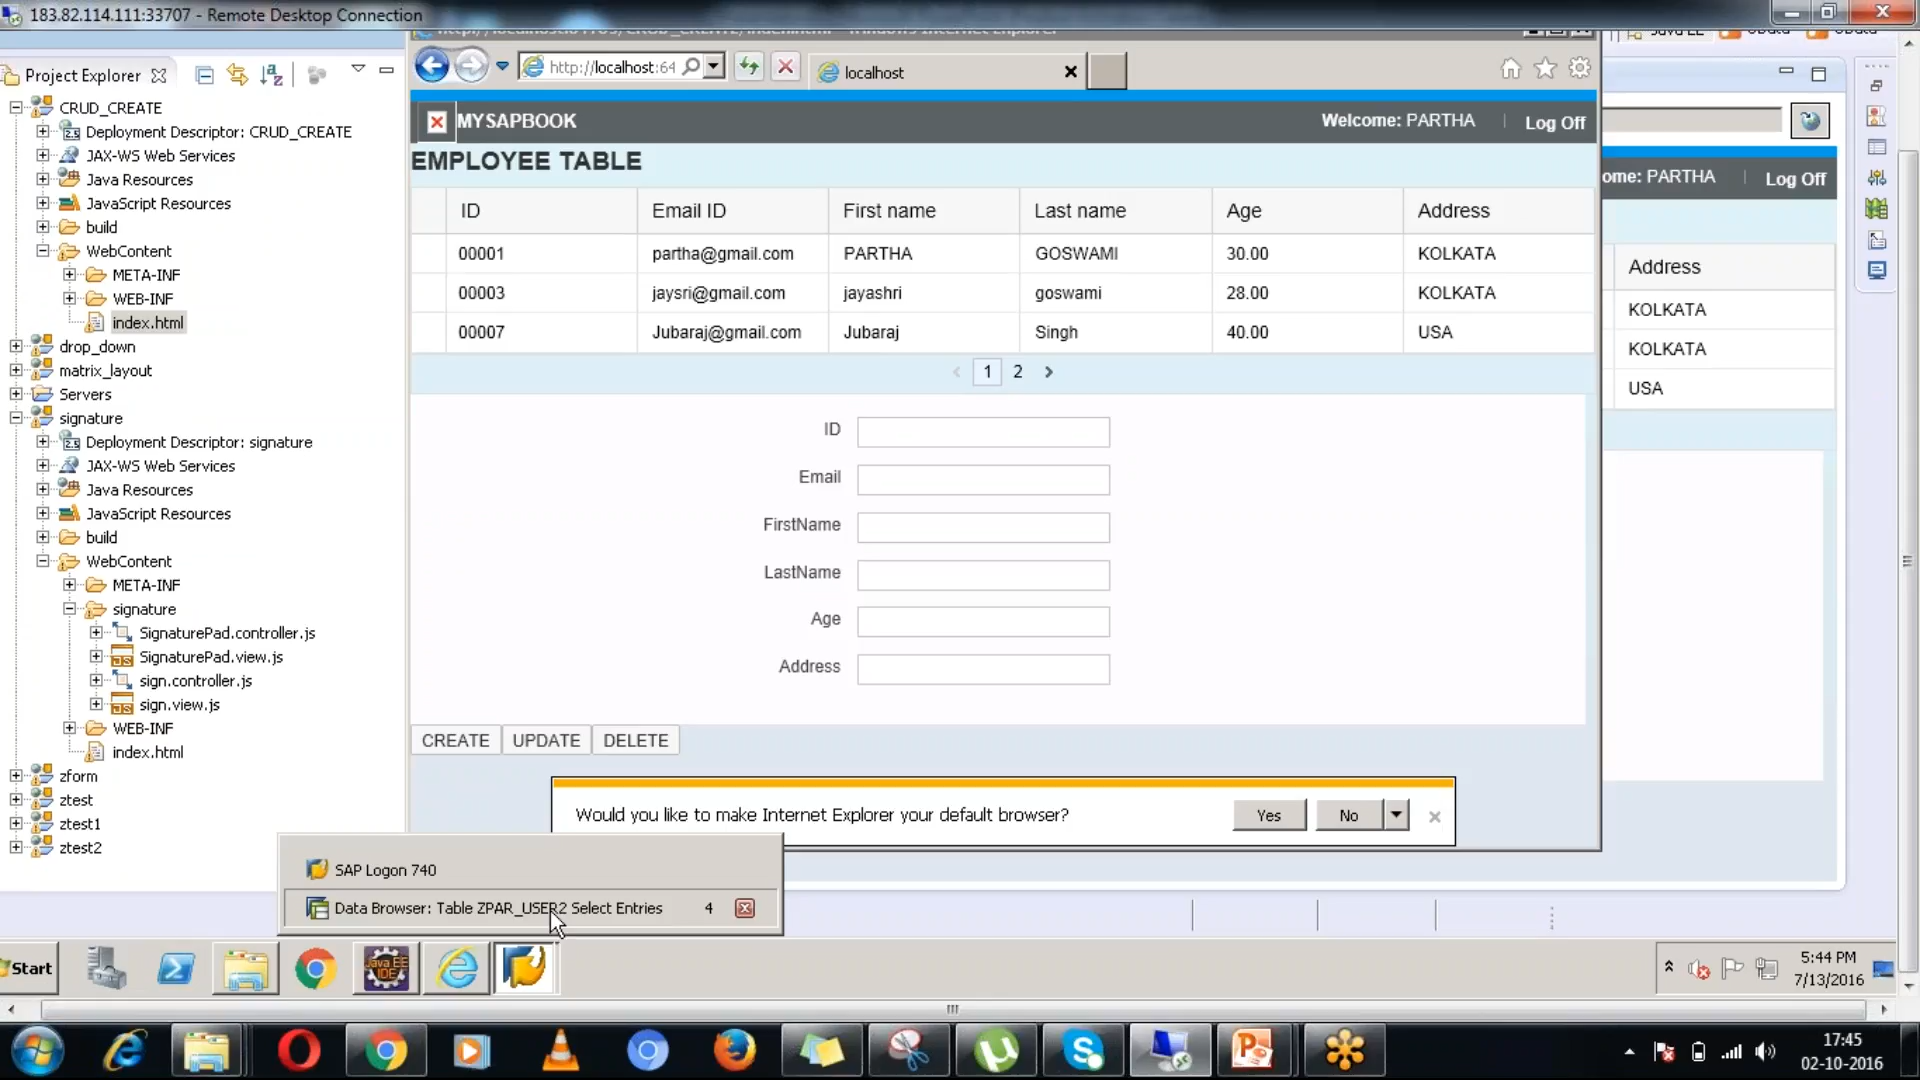 183.82.114.111:33707 - Remote Desktop Connection
Project Explorer
CRUD_CREATE
Deployment Descriptor: CRUD_CREATE
JAX-WS Web Services
Java Resources
JavaScript Resources
build
WebContent
META-INF
WEB-INF
index.html
drop_down
matrix_layout
Servers
signature
Deployment Descriptor: signature
JAX-WS Web Services
Java Resources
JavaScript Resources
build
WebContent
META-INF
signature
SignaturePad.controller.js
SignaturePad.view.js
sign.controller.js
sign.view.js
WEB-INF
index.html
zform
ztest
ztest1
ztest2
http://localhost:64
localhost
MYSAPBOOK
Welcome: PARTHA
Log Off
EMPLOYEE TABLE
ID Email ID First name Last name Age Address
00001 partha@gmail.com PARTHA GOSWAMI 30.00 KOLKATA
00003 jaysri@gmail.com jayashri goswami 28.00 KOLKATA
00007 Jubaraj@gmail.com Jubaraj Singh 40.00 USA
1 2
ID
Email
FirstName
LastName
Age
Address
CREATE UPDATE DELETE
Would you like to make Internet Explorer your default browser?
Yes
No
ome: PARTHA
Log Off
Address
KOLKATA
KOLKATA
USA
SAP Logon 740
Data Browser: Table ZPAR_USER2 Select Entries 4
Start
Java EE
IDE
5:44 PM
7/13/2016
17:45
02-10-2016